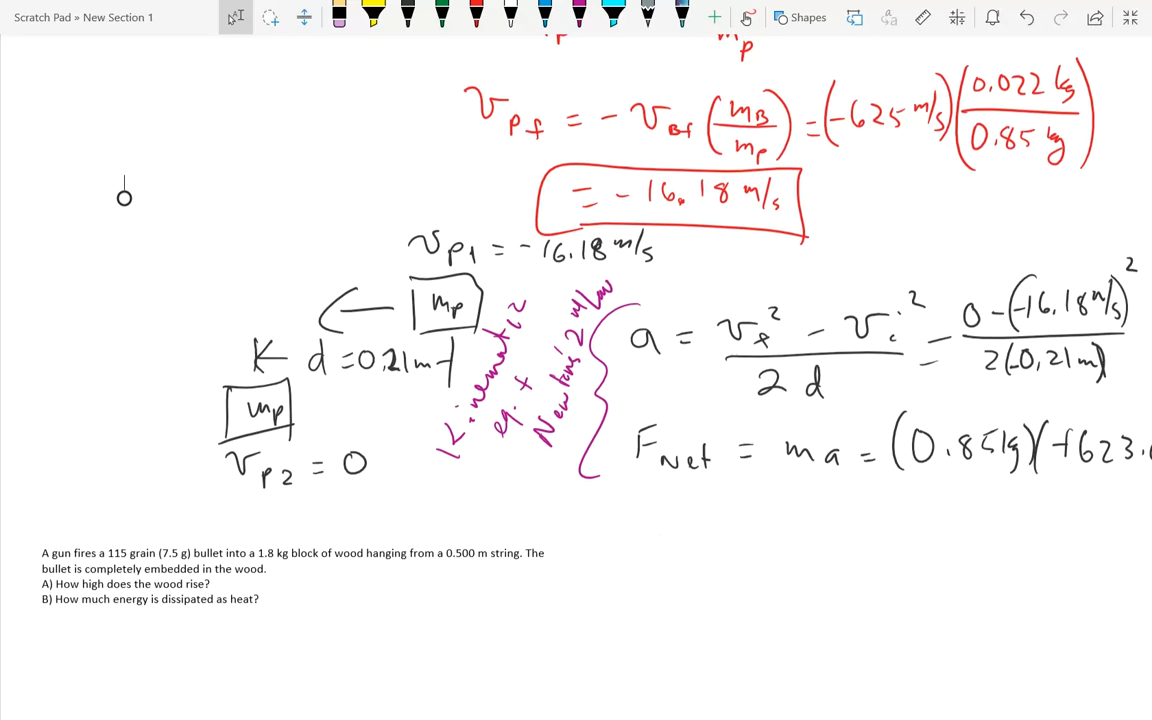 Scratch Pad » New Section 1
Shapes
m_p
v_Pf = - v_Bf (m_B / m_P) = (-625 m/s) (0.022 kg / 0.85 kg)
= - 16.18 m/s
v_P1 = - 16.18 m/s
m_p
d = 0.21 m
m_p
v_P2 = 0
Kinematic
eq. +
Newton's 2nd law
a = (v_f² - v_i²) / 2d = (0 - (-16.18 m/s)²) / 2(-0.21 m)
F_Net = ma = (0.85 kg)(+623.
A gun fires a 115 grain (7.5 g) bullet into a 1.8 kg block of wood hanging from a 0.500 m string. The
bullet is completely embedded in the wood.
A) How high does the wood rise?
B) How much energy is dissipated as heat?